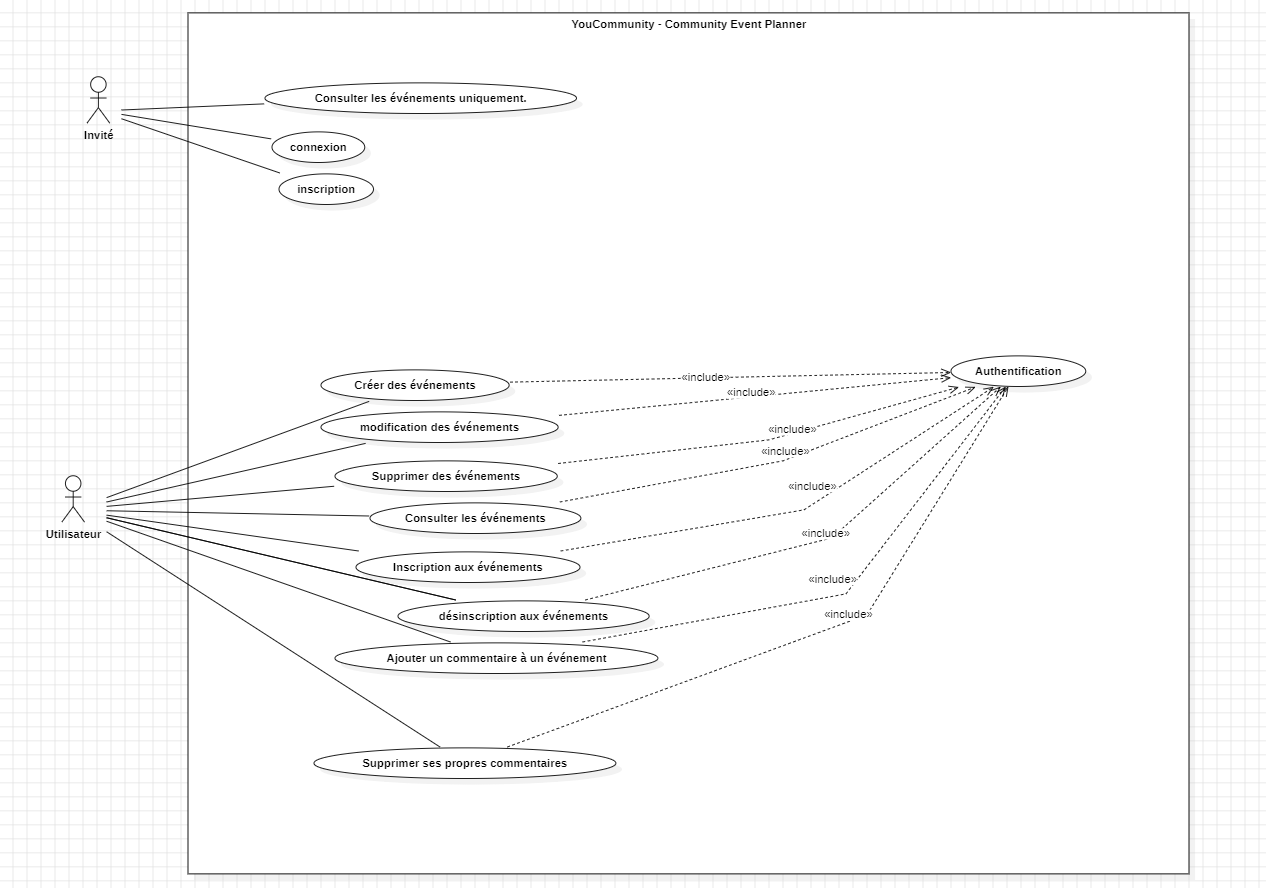 YouCommunity - Community Event Planner
Consulter les événements uniquement.
Invité
connexion
inscription
Authentification
Créer des événements
«include»
«include»
modification des événements
«include»
«include»
Supprimer des événements
«include»
Consulter les événements
Utilisateur
«include»
Inscription aux événements
«include»
désinscription aux événements
«include»
Ajouter un commentaire à un événement
Supprimer ses propres commentaires